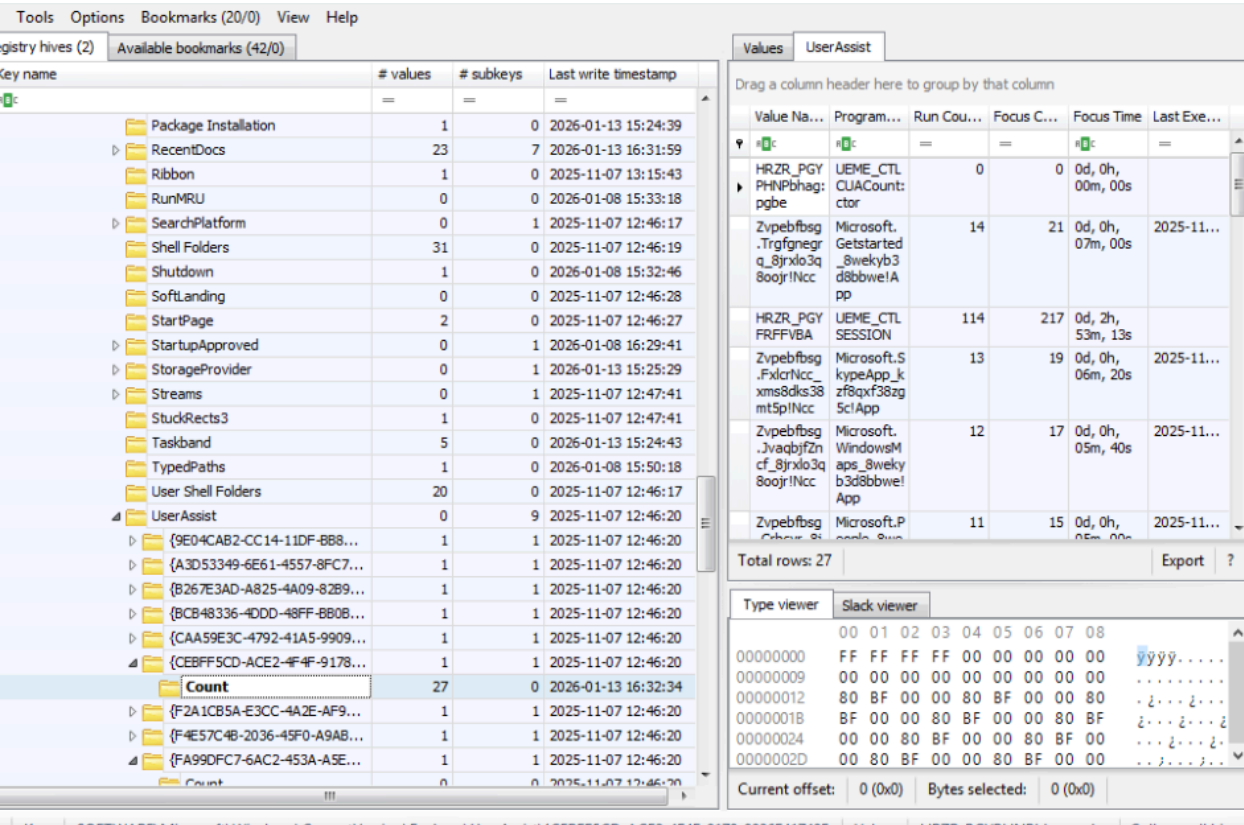 Tools Options Bookmarks (20/0) View Help
egistry hives (2) Available bookmarks (42/0)
Key name # values # subkeys Last write timestamp
= = =
Package Installation 1 0 2026-01-13 15:24:39
RecentDocs 23 7 2026-01-13 16:31:59
Ribbon 1 0 2025-11-07 13:15:43
RunMRU 0 0 2026-01-08 15:33:18
SearchPlatform 0 1 2025-11-07 12:46:17
Shell Folders 31 0 2025-11-07 12:46:19
Shutdown 1 0 2026-01-08 15:32:46
SoftLanding 0 0 2025-11-07 12:46:28
StartPage 2 0 2025-11-07 12:46:27
StartupApproved 0 1 2026-01-08 16:29:41
StorageProvider 0 1 2026-01-13 15:25:29
Streams 0 1 2025-11-07 12:47:41
StuckRects3 1 0 2025-11-07 12:47:41
Taskband 5 0 2026-01-13 15:24:43
TypedPaths 1 0 2026-01-08 15:50:18
User Shell Folders 20 0 2025-11-07 12:46:17
UserAssist 0 9 2025-11-07 12:46:20
{9E04CAB2-CC14-11DF-BB8... 1 1 2025-11-07 12:46:20
{A3D53349-6E61-4557-8FC7... 1 1 2025-11-07 12:46:20
{B267E3AD-A825-4A09-82B9... 1 1 2025-11-07 12:46:20
{BCB48336-4DDD-48FF-BB0B... 1 1 2025-11-07 12:46:20
{CAA59E3C-4792-41A5-9909... 1 1 2025-11-07 12:46:20
{CEBFF5CD-ACE2-4F4F-9178... 1 1 2025-11-07 12:46:20
Count 27 0 2026-01-13 16:32:34
{F2A1CB5A-E3CC-4A2E-AF9... 1 1 2025-11-07 12:46:20
{F4E57C4B-2036-45F0-A9AB... 1 1 2025-11-07 12:46:20
{FA99DFC7-6AC2-453A-A5E... 1 1 2025-11-07 12:46:20
Count 0 0 2025-11-07 12:46:20
Values UserAssist
Drag a column header here to group by that column
Value Na... Program... Run Cou... Focus C... Focus Time Last Exe...
= = =
HRZR_PGY UEME_CTL 0 0 0d, 0h,
PHNPbhag: CUACount: 00m, 00s
pgbe ctor
Zvpebfbsg Microsoft. 14 21 0d, 0h, 2025-11...
.Trgfgnegr Getstarted 07m, 00s
q_8jrxlo3q _8wekyb3
8oojr!Ncc d8bbwe!A
pp
HRZR_PGY UEME_CTL 114 217 0d, 2h,
FRFFVBA SESSION 53m, 13s
Zvpebfbsg Microsoft.S 13 19 0d, 0h, 2025-11...
.FxlcrNcc_ kypeApp_k 06m, 20s
xms8dks38 zf8qxf38zg
mt5p!Ncc 5c!App
Zvpebfbsg Microsoft. 12 17 0d, 0h, 2025-11...
.JvaqbjfZn WindowsM 05m, 40s
cf_8jrxlo3q aps_8weky
8oojr!Ncc b3d8bbwe!
App
Zvpebfbsg Microsoft.P 11 15 0d, 0h, 2025-11...
Total rows: 27 Export ?
Type viewer Slack viewer
00 01 02 03 04 05 06 07 08
00000000 FF FF FF FF 00 00 00 00 00 ÿÿÿÿ.....
00000009 00 00 00 00 00 00 00 00 00 .........
00000012 80 BF 00 00 80 BF 00 00 80 .¿...¿...
0000001B BF 00 00 80 BF 00 00 80 BF ¿...¿...¿
00000024 00 00 80 BF 00 00 80 BF 00 ...¿...¿.
0000002D 00 80 BF 00 00 80 BF 00 00 ..¿...¿..
Current offset: 0 (0x0) Bytes selected: 0 (0x0)